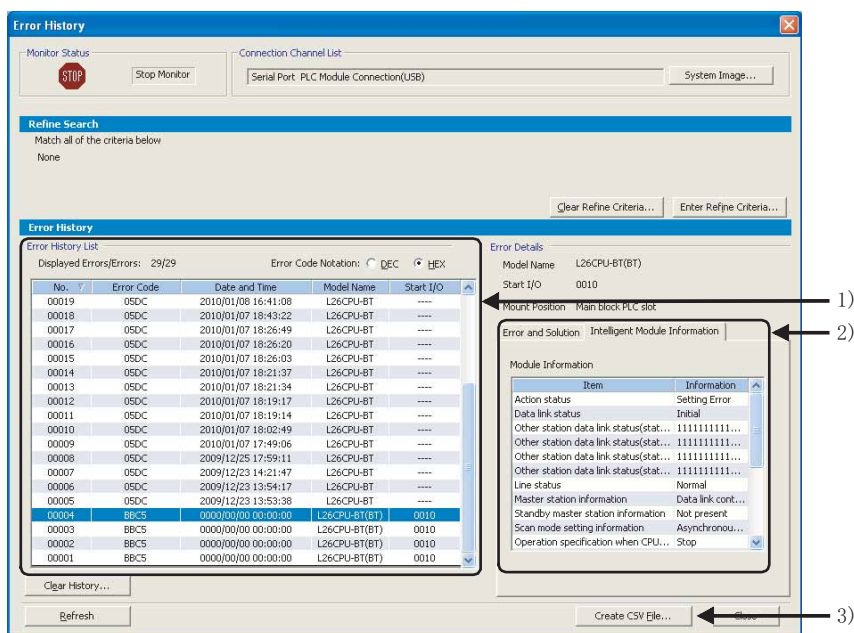 Error History
Monitor Status
STOP
Stop Monitor
Connection Channel List
Serial Port PLC Module Connection(USB)
System Image...
Refine Search
Match all of the criteria below
None
Clear Refine Criteria...
Enter Refine Criteria...
Error History
Error History List
Displayed Errors/Errors: 29/29
Error Code Notation: DEC HEX
No. Error Code Date and Time Model Name Start I/O
00019 05DC 2010/01/08 16:41:08 L26CPU-BT ----
00018 05DC 2010/01/07 18:43:22 L26CPU-BT ----
00017 05DC 2010/01/07 18:26:49 L26CPU-BT ----
00016 05DC 2010/01/07 18:26:20 L26CPU-BT ----
00015 05DC 2010/01/07 18:26:03 L26CPU-BT ----
00014 05DC 2010/01/07 18:21:37 L26CPU-BT ----
00013 05DC 2010/01/07 18:21:34 L26CPU-BT ----
00012 05DC 2010/01/07 18:19:17 L26CPU-BT ----
00011 05DC 2010/01/07 18:19:14 L26CPU-BT ----
00010 05DC 2010/01/07 18:02:49 L26CPU-BT ----
00009 05DC 2010/01/07 17:49:06 L26CPU-BT ----
00008 05DC 2009/12/25 17:59:11 L26CPU-BT ----
00007 05DC 2009/12/23 14:21:47 L26CPU-BT ----
00006 05DC 2009/12/23 13:54:17 L26CPU-BT ----
00005 05DC 2009/12/23 13:53:38 L26CPU-BT ----
00004 BBC5 0000/00/00 00:00:00 L26CPU-BT(BT) 0010
00003 BBC5 0000/00/00 00:00:00 L26CPU-BT(BT) 0010
00002 BBC5 0000/00/00 00:00:00 L26CPU-BT(BT) 0010
00001 BBC5 0000/00/00 00:00:00 L26CPU-BT(BT) 0010
Error Details
Model Name L26CPU-BT(BT)
Start I/O 0010
Mount Position Main block PLC slot
Error and Solution
Intelligent Module Information
Module Information
Item Information
Action status Setting Error
Data link status Initial
Other station data link status(stat... 1111111111...
Other station data link status(stat... 1111111111...
Other station data link status(stat... 1111111111...
Other station data link status(stat... 1111111111...
Line status Normal
Master station information Data link cont...
Standby master station information Not present
Scan mode setting information Asynchronou...
Operation specification when CPU... Stop
Clear History...
Refresh
Create CSV File...
Close
1)
2)
3)